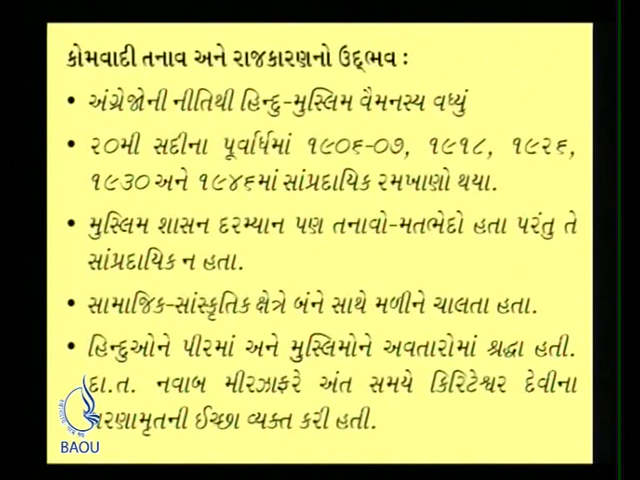 કોમવાદી તનાવ અને રાજકારણનો ઉદ્ભવ :
• અંગ્રેજોની નીતિથી હિન્દુ-મુસ્લિમ વૈમનસ્ય વધ્યું
• ૨૦મી સદીના પૂર્વાર્ધમાં ૧૯૦૬-૦૭, ૧૯૧૮, ૧૯૨૬,
૧૯૩૦ અને ૧૯૪૬માં સાંપ્રદાયિક રમખાણો થયા.
• મુસ્લિમ શાસન દરમ્યાન પણ તનાવો-મતભેદો હતા પરંતુ તે
સાંપ્રદાયિક ન હતા.
• સામાજિક-સાંસ્કૃતિક ક્ષેત્રે બંને સાથે મળીને ચાલતા હતા.
• હિન્દુઓને પીરમાં અને મુસ્લિમોને અવતારોમાં શ્રદ્ધા હતી.
દા.ત. નવાબ મીરઝાફરે અંત સમયે કિરિટેશ્વર દેવીના
ચરણામૃતની ઈચ્છા વ્યક્ત કરી હતી.
BAOU